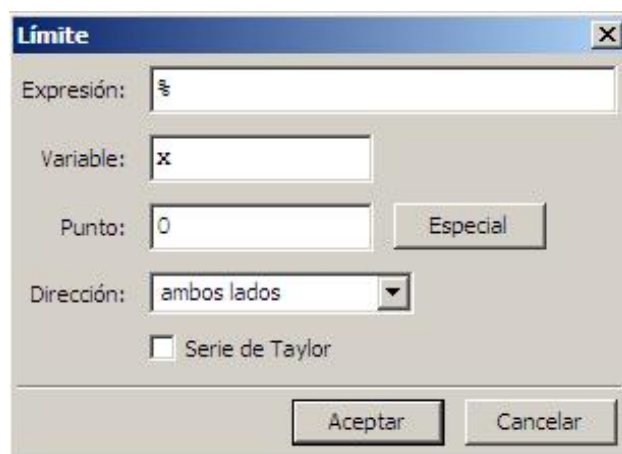 Límite
Expresión: %
Variable: x
Punto: 0 Especial
Dirección: ambos lados
Serie de Taylor
Aceptar Cancelar